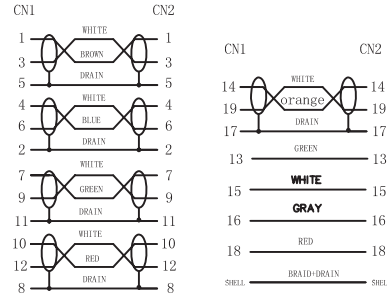 CN1 CN2
WHITE
1 1
BROWN
3 3
DRAIN
5 5
WHITE
4 4
BLUE
6 6
DRAIN
2 2
WHITE
7 7
GREEN
9 9
DRAIN
11 11
WHITE
10 10
RED
12 12
DRAIN
8 8
CN1 CN2
WHITE
14 14
orange
19 19
DRAIN
17 17
GREEN
13 13
WHITE
15 15
GRAY
16 16
RED
18 18
BRAID+DRAIN
SHELL SHEL